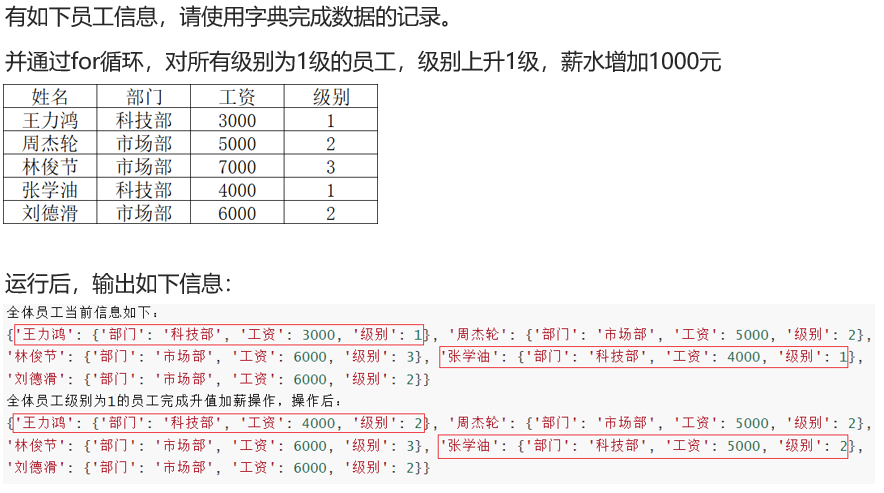 有如下员工信息，请使用字典完成数据的记录。
并通过for循环，对所有级别为1级的员工，级别上升1级，薪水增加1000元
姓名 部门 工资 级别
王力鸿 科技部 3000 1
周杰轮 市场部 5000 2
林俊节 市场部 7000 3
张学油 科技部 4000 1
刘德滑 市场部 6000 2
运行后，输出如下信息：
全体员工当前信息如下：
{'王力鸿': {'部门': '科技部', '工资': 3000, '级别': 1}, '周杰轮': {'部门': '市场部', '工资': 5000, '级别': 2},
'林俊节': {'部门': '市场部', '工资': 6000, '级别': 3}, '张学油': {'部门': '科技部', '工资': 4000, '级别': 1},
'刘德滑': {'部门': '市场部', '工资': 6000, '级别': 2}}
全体员工级别为1的员工完成升值加薪操作，操作后：
{'王力鸿': {'部门': '科技部', '工资': 4000, '级别': 2}, '周杰轮': {'部门': '市场部', '工资': 5000, '级别': 2},
'林俊节': {'部门': '市场部', '工资': 6000, '级别': 3}, '张学油': {'部门': '科技部', '工资': 5000, '级别': 2},
'刘德滑': {'部门': '市场部', '工资': 6000, '级别': 2}}